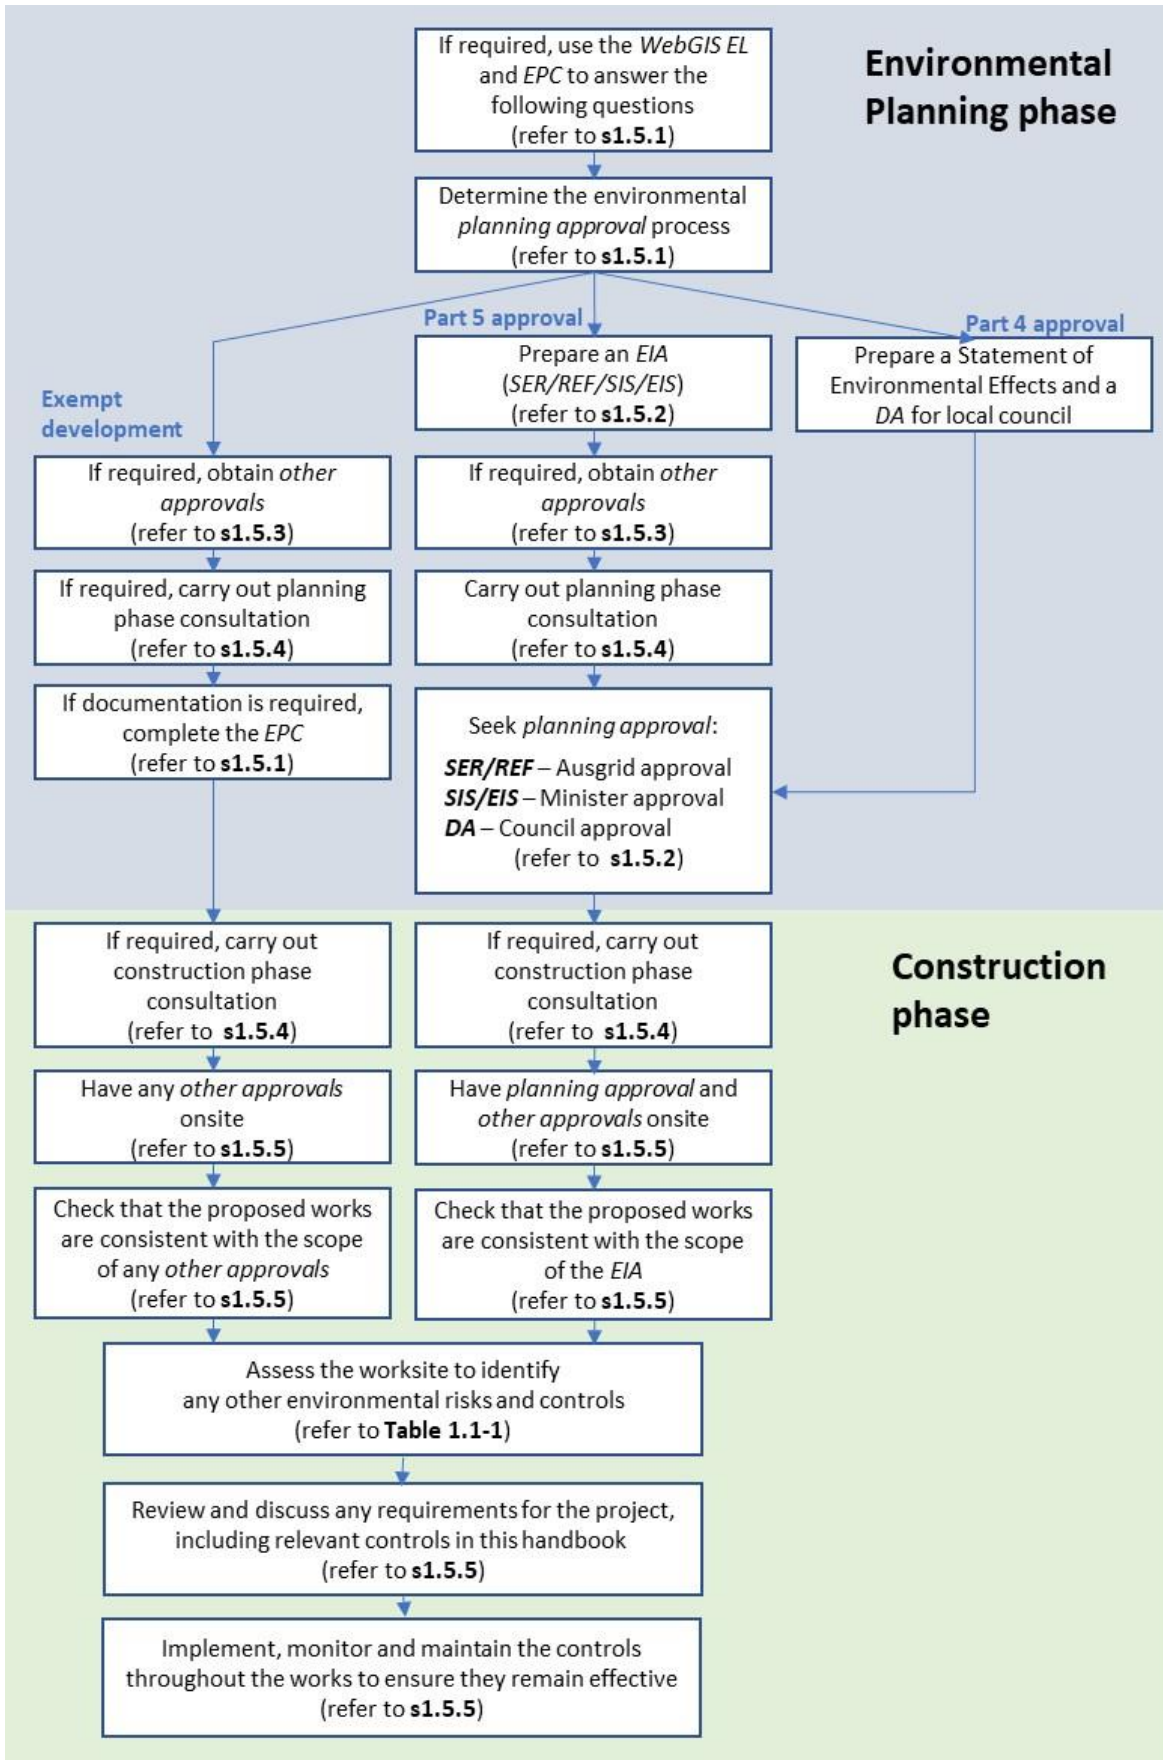 If required, use the WebGIS EL
and EPC to answer the
following questions
(refer to s1.5.1)
Environmental
Planning phase
Determine the environmental
planning approval process
(refer to s1.5.1)
Exempt
development
Part 5 approval
Part 4 approval
Prepare an EIA
(SER/REF/SIS/EIS)
(refer to s1.5.2)
Prepare a Statement of
Environmental Effects and a
DA for local council
If required, obtain other
approvals
(refer to s1.5.3)
If required, obtain other
approvals
(refer to s1.5.3)
If required, carry out planning
phase consultation
(refer to s1.5.4)
Carry out planning phase
consultation
(refer to s1.5.4)
If documentation is required,
complete the EPC
(refer to s1.5.1)
Seek planning approval:
SER/REF – Ausgrid approval
SIS/EIS – Minister approval
DA – Council approval
(refer to s1.5.2)
Construction
phase
If required, carry out
construction phase
consultation
(refer to s1.5.4)
If required, carry out
construction phase
consultation
(refer to s1.5.4)
Have any other approvals
onsite
(refer to s1.5.5)
Have planning approval and
other approvals onsite
(refer to s1.5.5)
Check that the proposed works
are consistent with the scope
of any other approvals
(refer to s1.5.5)
Check that the proposed works
are consistent with the scope
of the EIA
(refer to s1.5.5)
Assess the worksite to identify
any other environmental risks and controls
(refer to Table 1.1-1)
Review and discuss any requirements for the project,
including relevant controls in this handbook
(refer to s1.5.5)
Implement, monitor and maintain the controls
throughout the works to ensure they remain effective
(refer to s1.5.5)